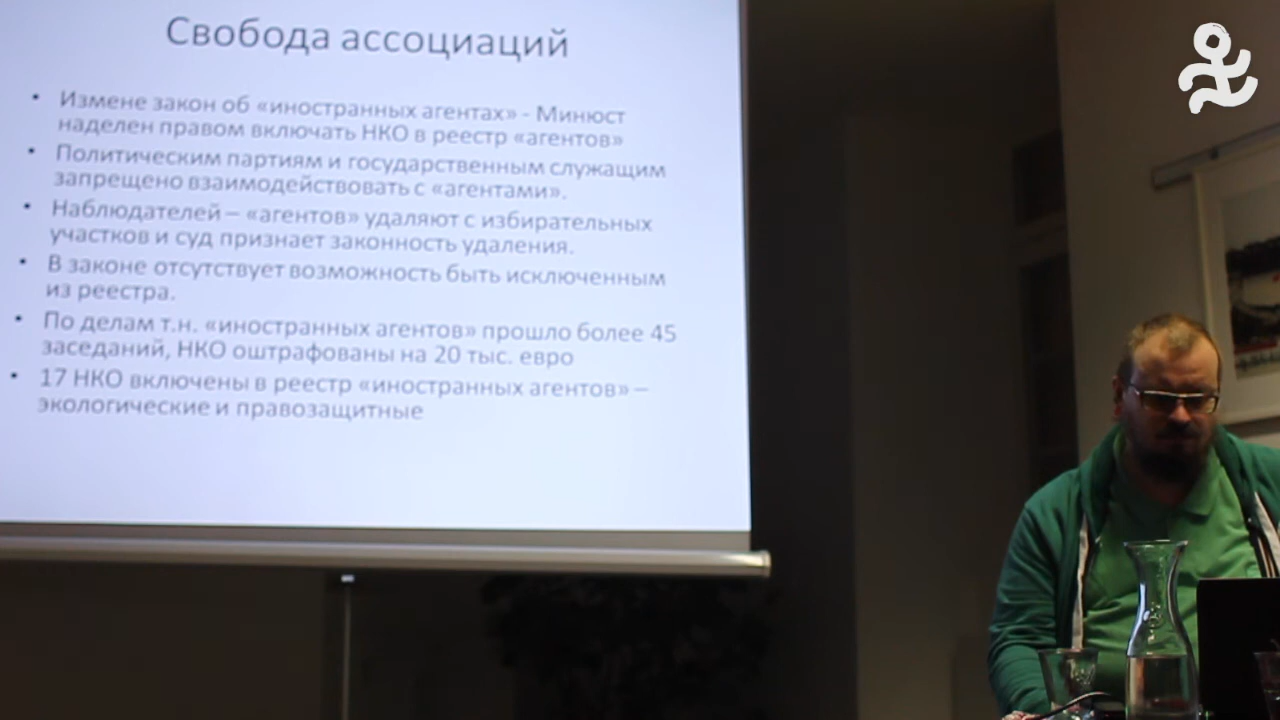 Свобода ассоциаций
• Измене закон об «иностранных агентах» - Минюст
наделен правом включать НКО в реестр «агентов»
• Политическим партиям и государственным служащим
запрещено взаимодействовать с «агентами».
• Наблюдателей – «агентов» удаляют с избирательных
участков и суд признает законность удаления.
• В законе отсутствует возможность быть исключенным
из реестра.
• По делам т.н. «иностранных агентов» прошло более 45
заседаний, НКО оштрафованы на 20 тыс. евро
• 17 НКО включены в реестр «иностранных агентов» –
экологические и правозащитные